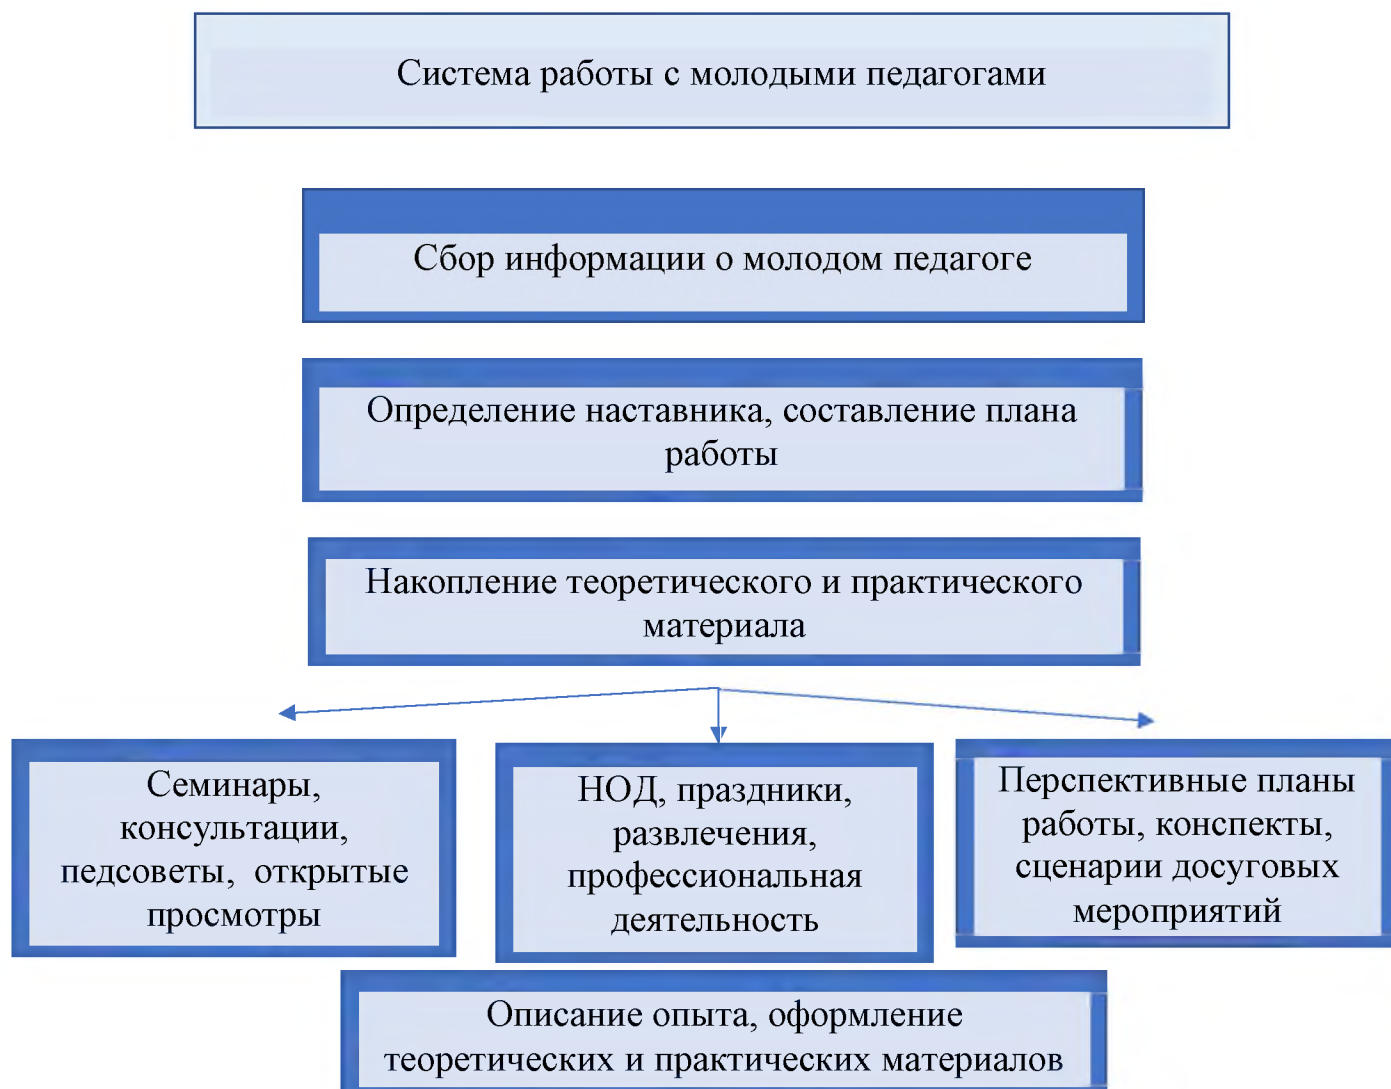 Система работы с молодыми педагогами
Сбор информации о молодом педагоге
Определение наставника, составление плана
работы
Накопление теоретического и практического
материала
Семинары,
консультации,
педсоветы, открытые
просмотры
НОД, праздники,
развлечения,
профессиональная
деятельность
Перспективные планы
работы, конспекты,
сценарии досуговых
мероприятий
Описание опыта, оформление
теоретических и практических материалов